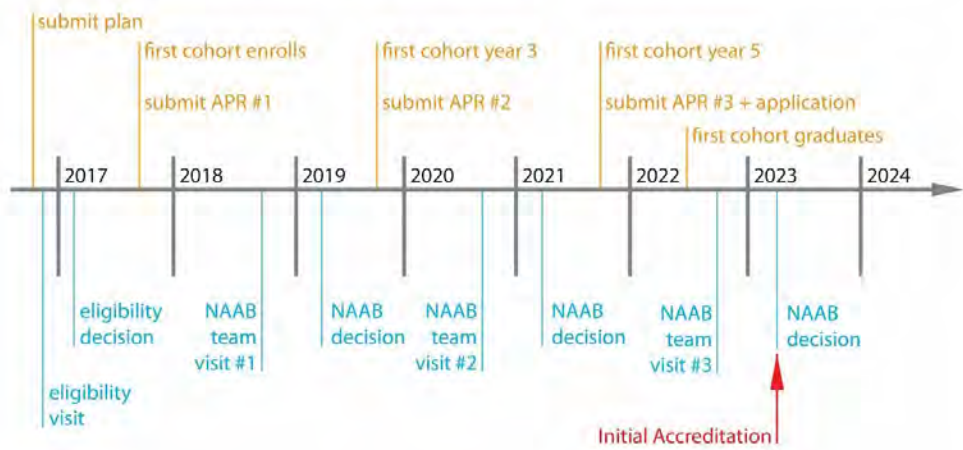 submit plan
first cohort enrolls
first cohort year 3
first cohort year 5
submit APR #1
submit APR #2
submit APR #3 + application
first cohort graduates
2017
2018
2019
2020
2021
2022
2023
2024
eligibility
decision
NAAB
team
visit #1
NAAB
decision
NAAB
team
visit #2
NAAB
decision
NAAB
team
visit #3
NAAB
decision
eligibility
visit
Initial Accreditation